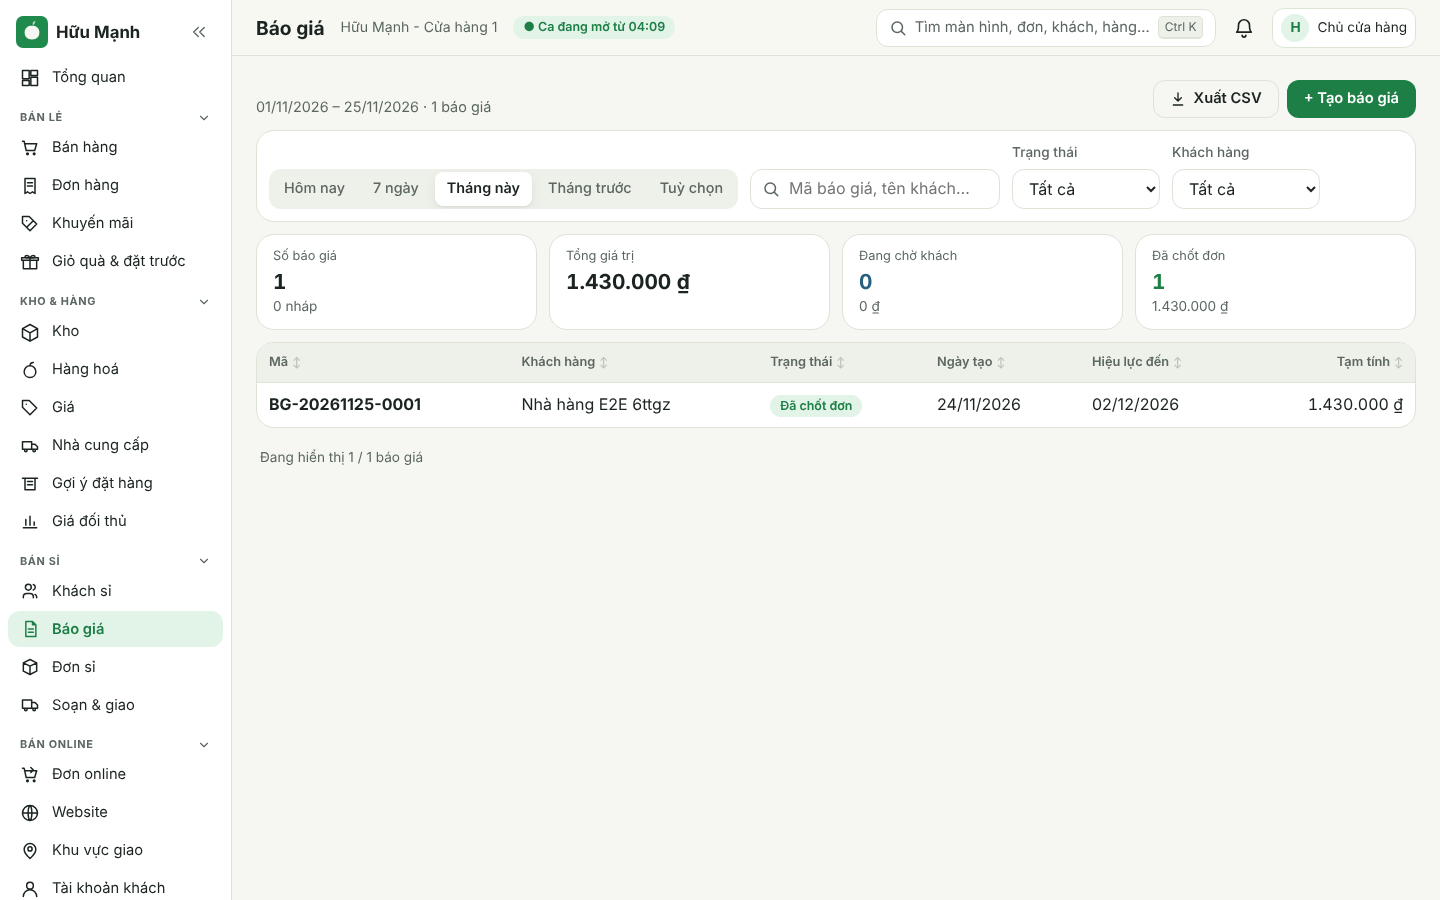 Hữu Mạnh
Tổng quan
BÁN LẺ
Bán hàng
Đơn hàng
Khuyến mãi
Giỏ quà & đặt trước
KHO & HÀNG
Kho
Hàng hoá
Giá
Nhà cung cấp
Gợi ý đặt hàng
Giá đối thủ
BÁN SỈ
Khách sỉ
Báo giá
Đơn sỉ
Soạn & giao
BÁN ONLINE
Đơn online
Website
Khu vực giao
Tài khoản khách
Báo giá Hữu Mạnh - Cửa hàng 1 Ca đang mở từ 04:09 Tìm màn hình, đơn, khách, hàng... Ctrl K H Chủ cửa hàng
01/11/2026 – 25/11/2026 · 1 báo giá Xuất CSV + Tạo báo giá
Trạng thái Khách hàng
Hôm nay 7 ngày Tháng này Tháng trước Tuỳ chọn Mã báo giá, tên khách... Tất cả Tất cả
Số báo giá Tổng giá trị Đang chờ khách Đã chốt đơn
1 1.430.000 ₫ 0 1
0 nháp 0 ₫ 1.430.000 ₫
Mã Khách hàng Trạng thái Ngày tạo Hiệu lực đến Tạm tính
BG-20261125-0001 Nhà hàng E2E 6ttgz Đã chốt đơn 24/11/2026 02/12/2026 1.430.000 ₫
Đang hiển thị 1 / 1 báo giá